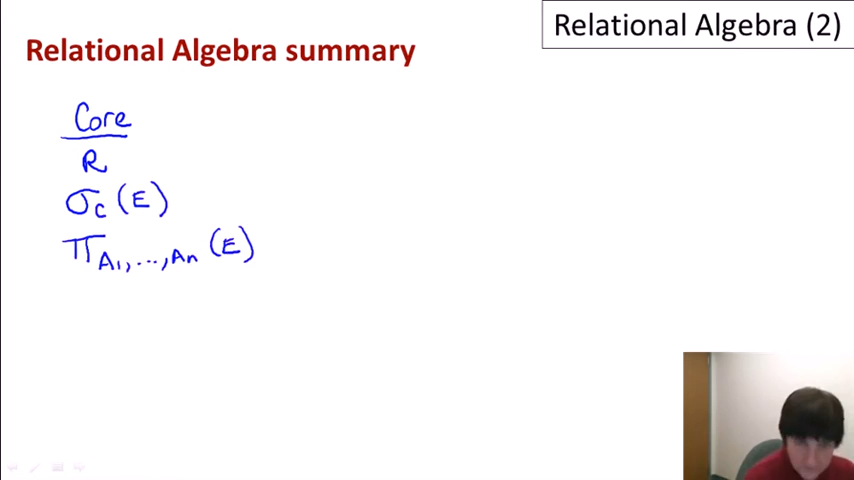 Relational Algebra (2)
Relational Algebra summary
Core
R
σC (E)
πA1,...,An (E)